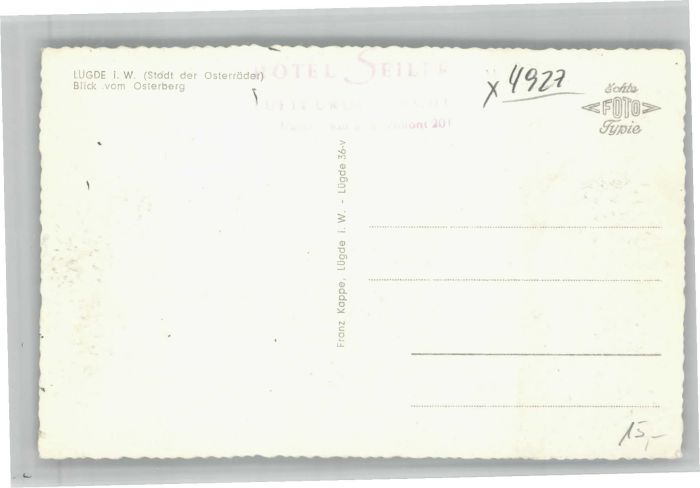 LÜGDE i. W. (Stadt der Osterräder)
Blick vom Osterberg
HOTEL SEILER
x 4927
Echte
FOTO
Typie
Franz Kappe, Lügde i. W. - Lügde 36-v
15,-